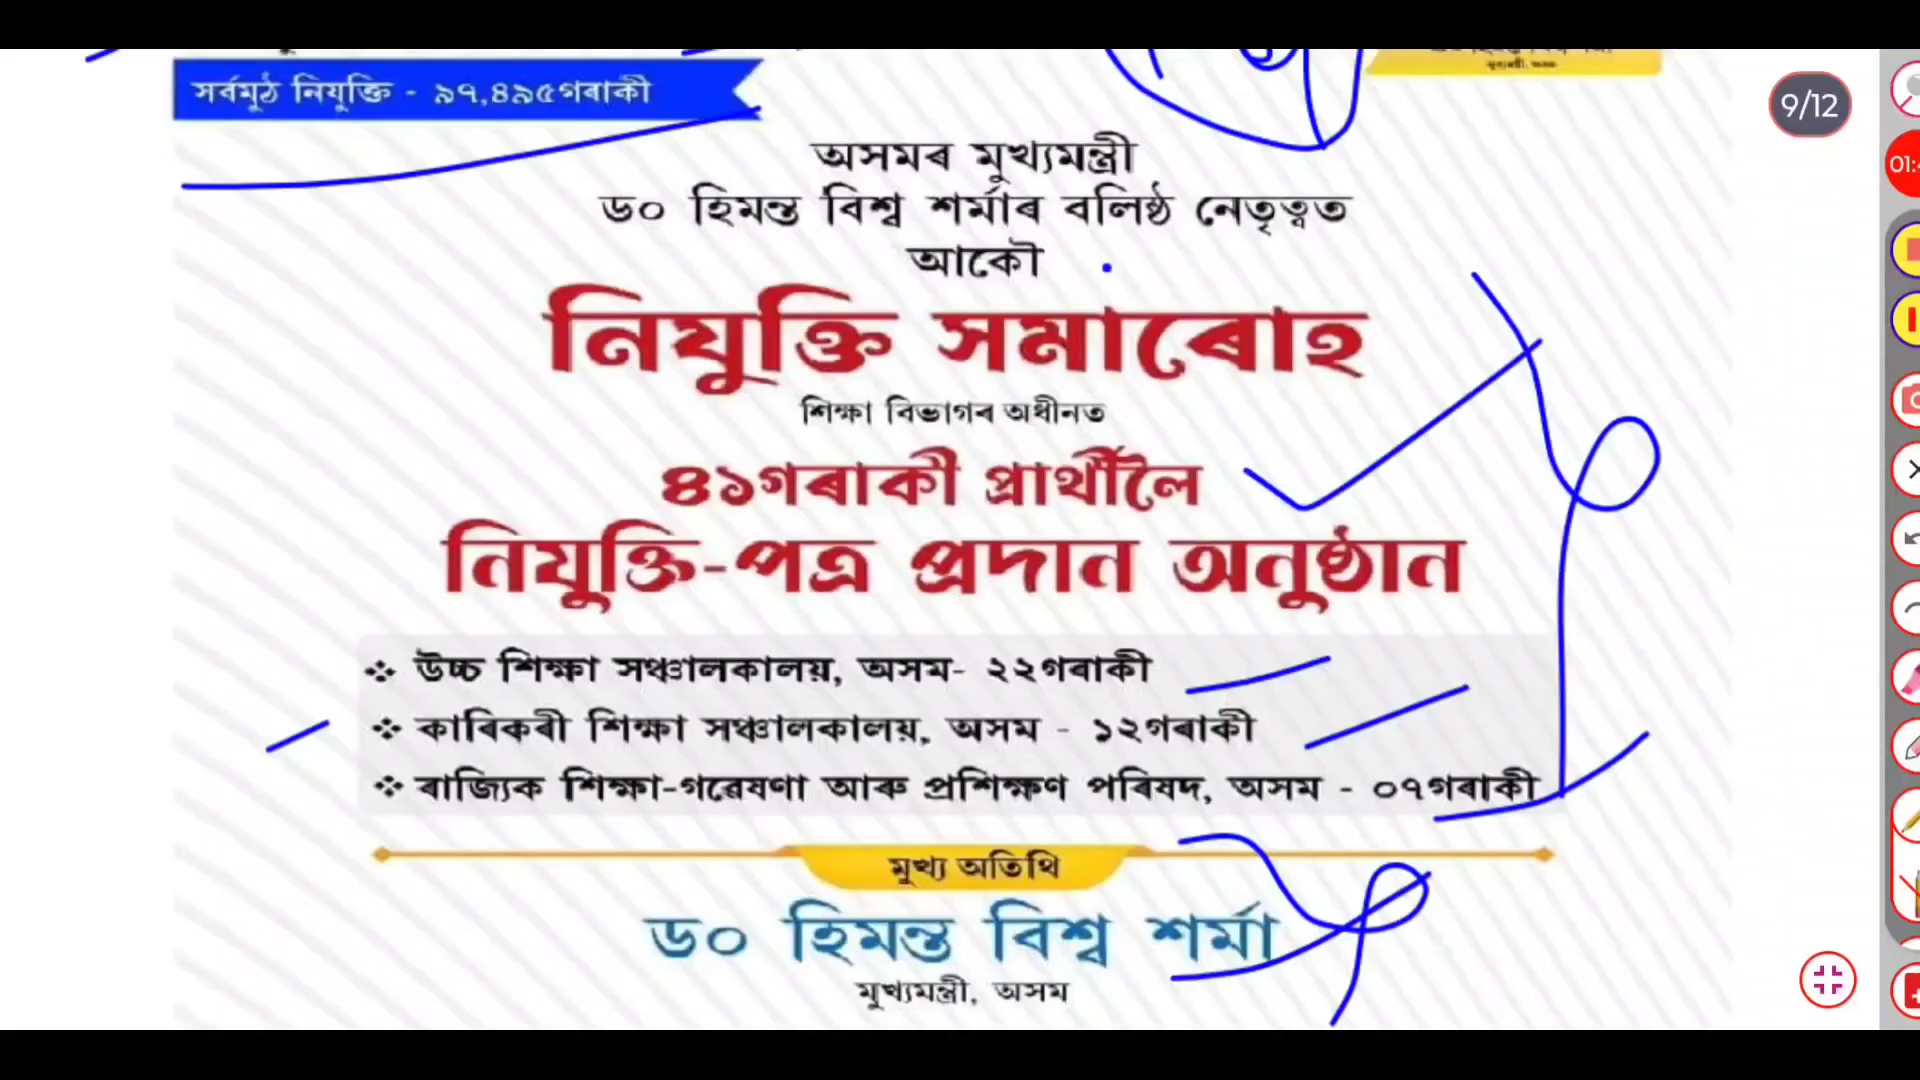 সৰ্বমুঠ নিযুক্তি - ৯৭,৪৯৫গৰাকী
9/12
অসমৰ মুখ্যমন্ত্ৰী
ড০ হিমন্ত বিশ্ব শৰ্মাৰ বলিষ্ঠ নেতৃত্বত
আকৌ
নিযুক্তি সমাৰোহ
শিক্ষা বিভাগৰ অধীনত
৪১গৰাকী প্ৰাৰ্থীলৈ
নিযুক্তি-পত্ৰ প্ৰদান অনুষ্ঠান
❖ উচ্চ শিক্ষা সঞ্চালকালয়, অসম- ২২গৰাকী
❖ কাৰিকৰী শিক্ষা সঞ্চালকালয়, অসম - ১২গৰাকী
❖ ৰাজ্যিক শিক্ষা-গৱেষণা আৰু প্ৰশিক্ষণ পৰিষদ, অসম - ০৭গৰাকী
মুখ্য অতিথি
ড০ হিমন্ত বিশ্ব শৰ্মা
মুখ্যমন্ত্ৰী, অসম